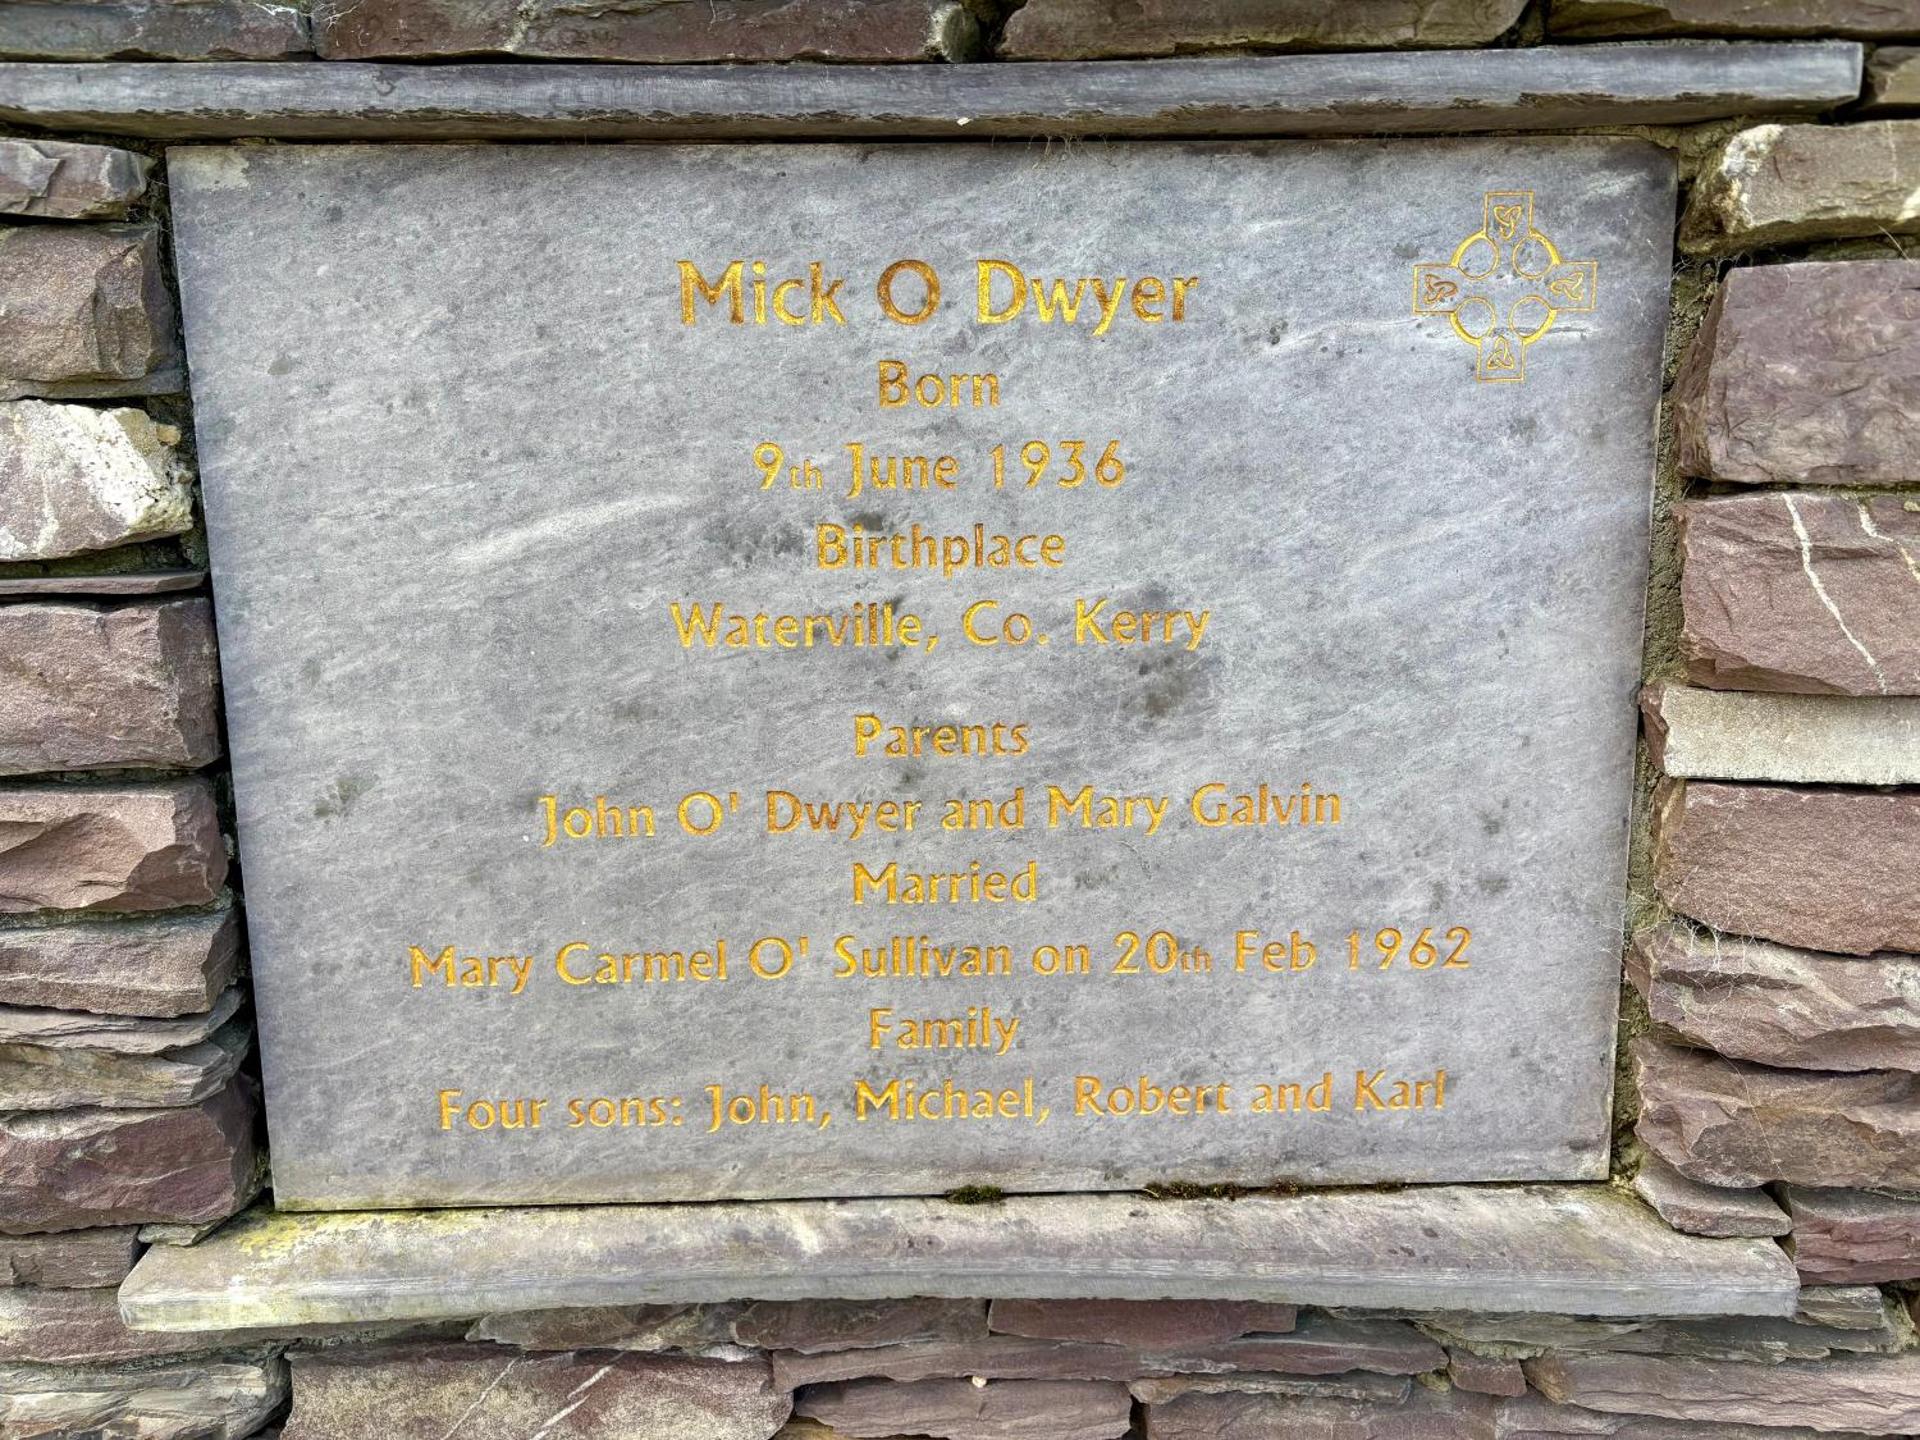 Mick O Dwyer
Born
9th June 1936
Birthplace
Waterville, Co. Kerry
Parents
John O' Dwyer and Mary Galvin
Married
Mary Carmel O' Sullivan on 20th Feb 1962
Family
Four sons: John, Michael, Robert and Karl